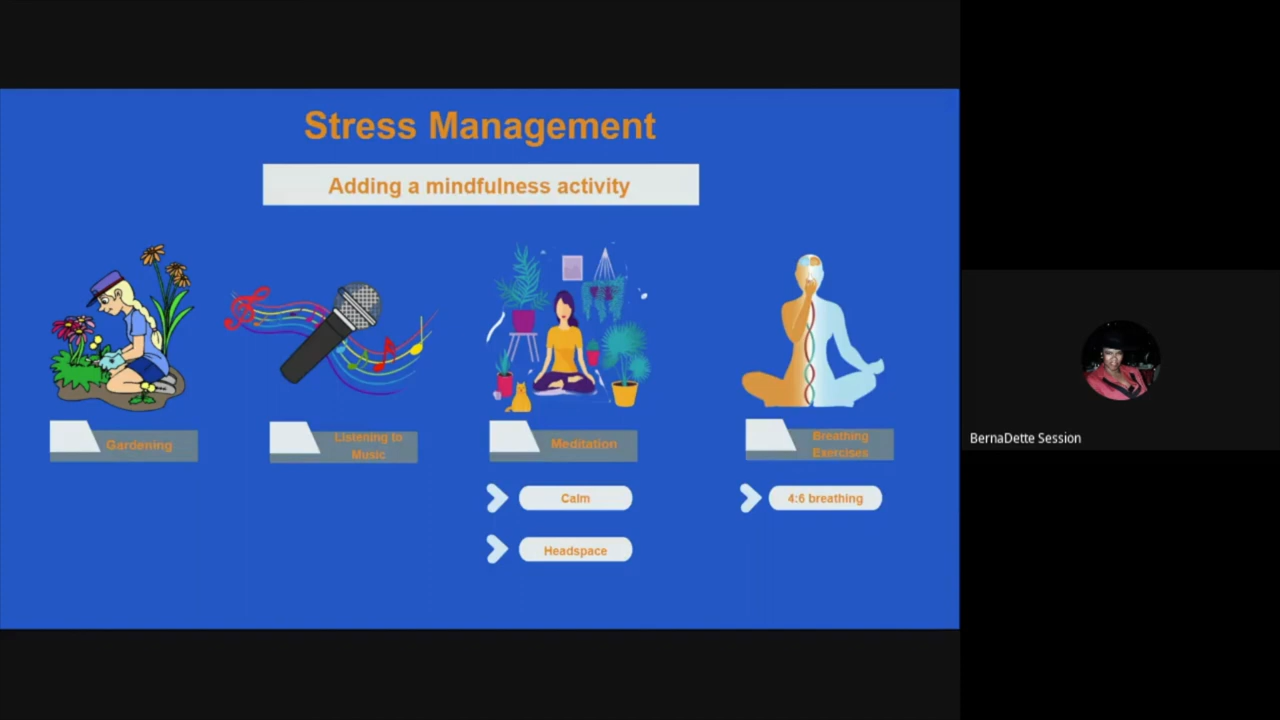 Stress Management
Adding a mindfulness activity
Gardening
Listening to
Music
Meditation
Breathing
Exercises
Calm
4:6 breathing
Headspace
BernaDette Session